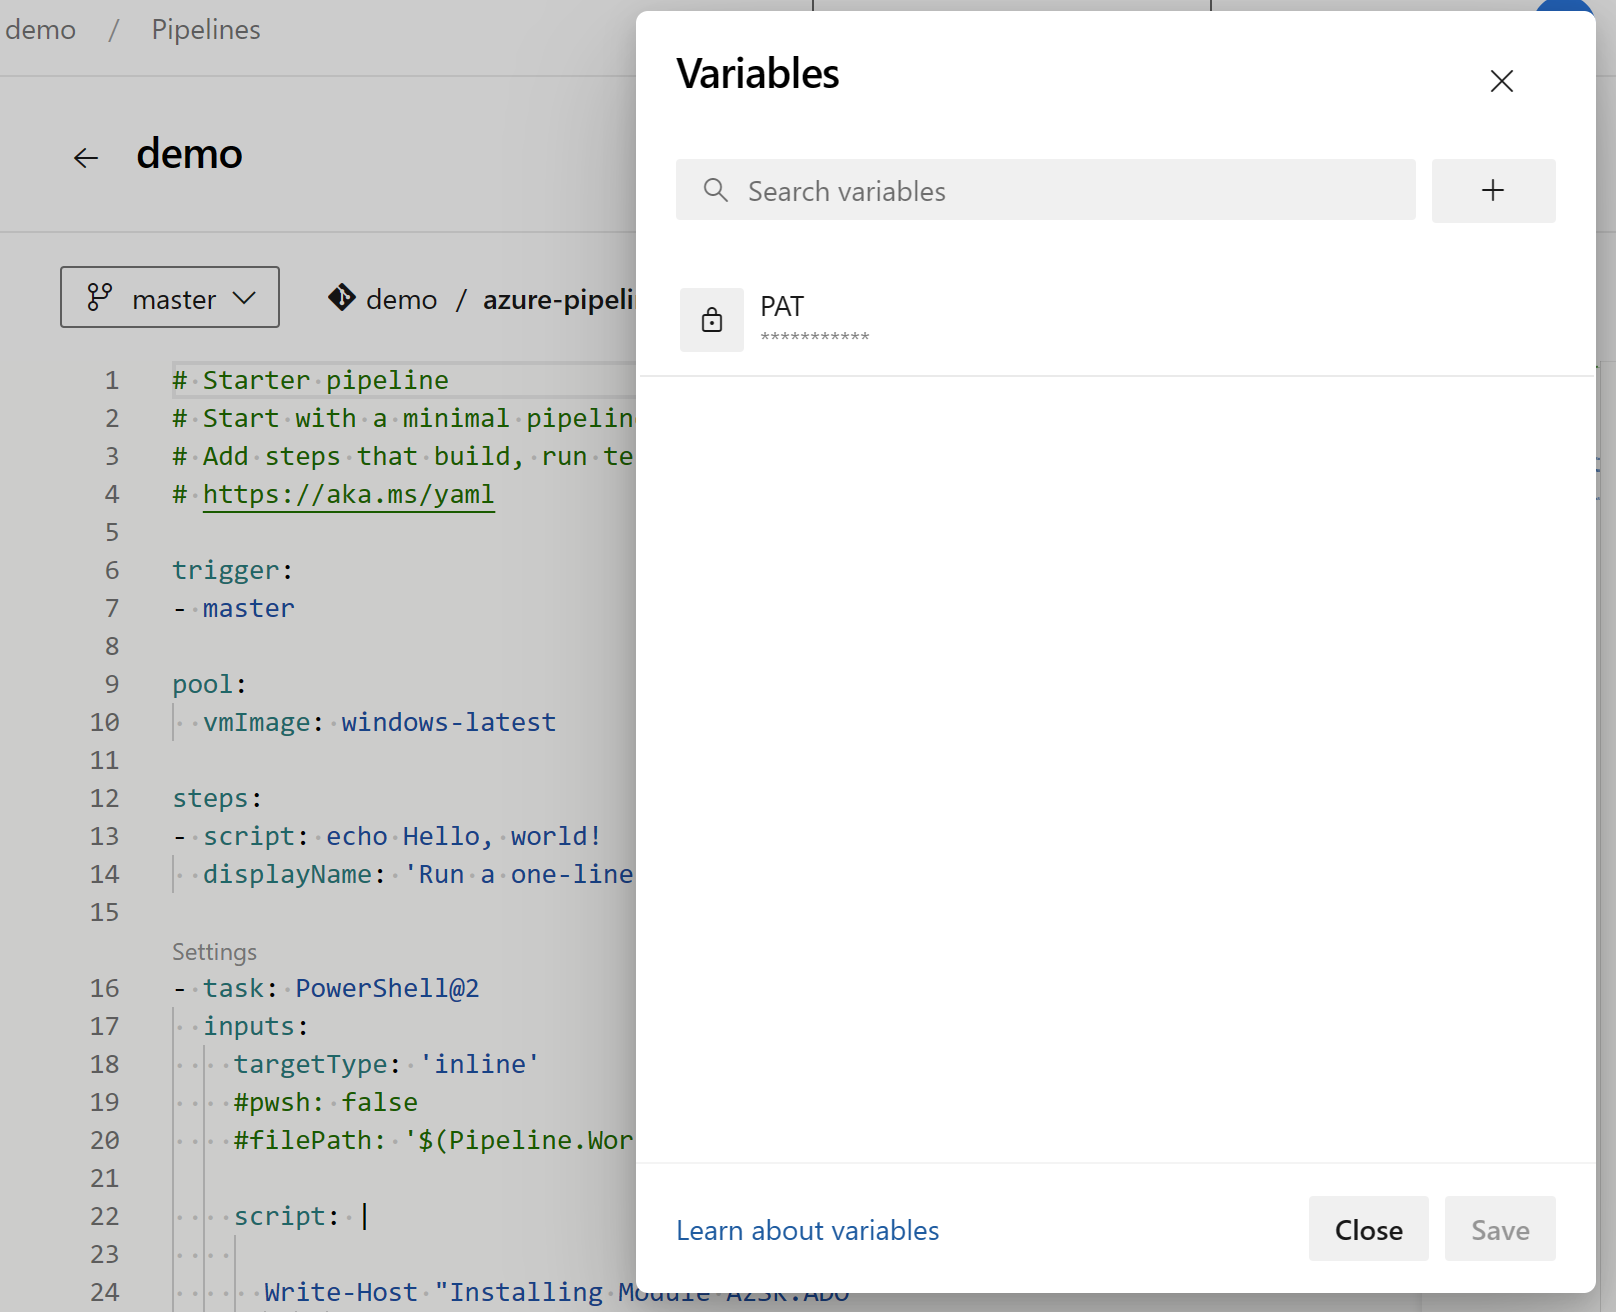 demo / Pipelines
demo
master
demo / azure-pipeli
1 # Starter pipeline
2 # Start with a minimal pipelin
3 # Add steps that build, run te
4 # https://aka.ms/yaml
5
6 trigger:
7 - master
8
9 pool:
10 vmImage: windows-latest
11
12 steps:
13 - script: echo Hello, world!
14 displayName: 'Run a one-line
15
Settings
16 - task: PowerShell@2
17 inputs:
18 targetType: 'inline'
19 #pwsh: false
20 #filePath: '$(Pipeline.Wor
21
22 script: |
23
24 Write-Host "Installing Module AzSK.ADO
Variables
Search variables
+
PAT
***********
Learn about variables
Close
Save